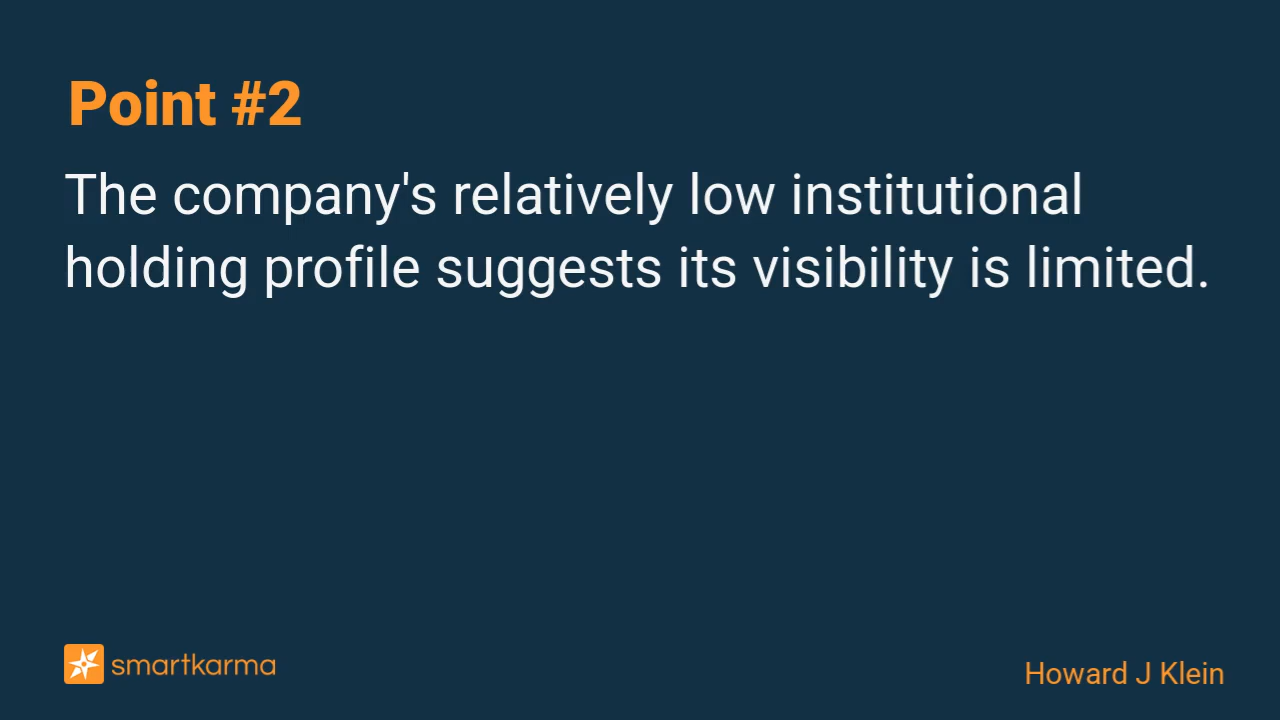 Point #2
The company's relatively low institutional
holding profile suggests its visibility is limited.
smartkarma
Howard J Klein